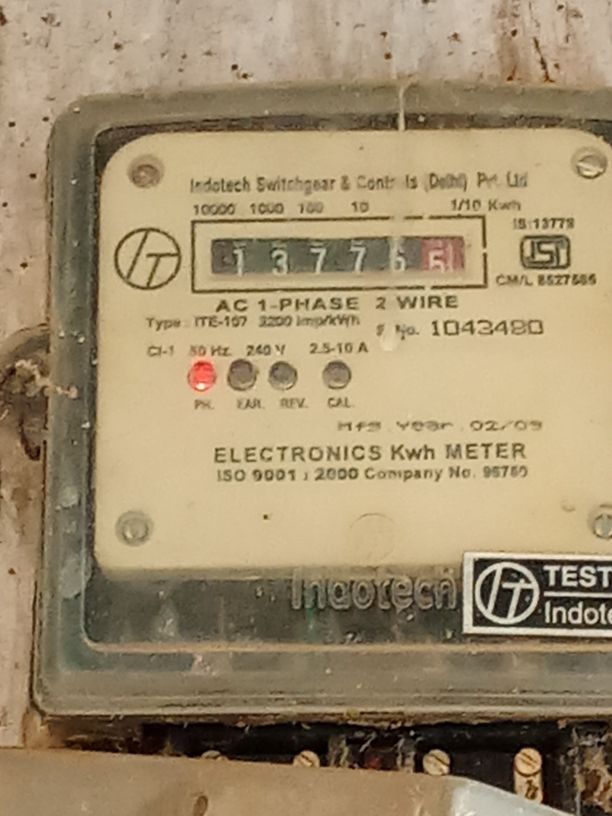 Indotech Switchgear & Controls (Delhi) Pvt. Ltd
10000 1000 100 10 1/10 Kwh
IS:13779
1 3 7 7 6 5
ISI
CM/L 8527586
AC 1-PHASE 2 WIRE
Type : ITE-107 3200 imp/kWh
S No. 1043480
Cl-1 50 Hz. 240 V 2.5-10 A
PH. EAR. REV. CAL.
Mfg Year 02/09
ELECTRONICS Kwh METER
ISO 9001 : 2000 Company No.
Indotech
IT TEST
Indote